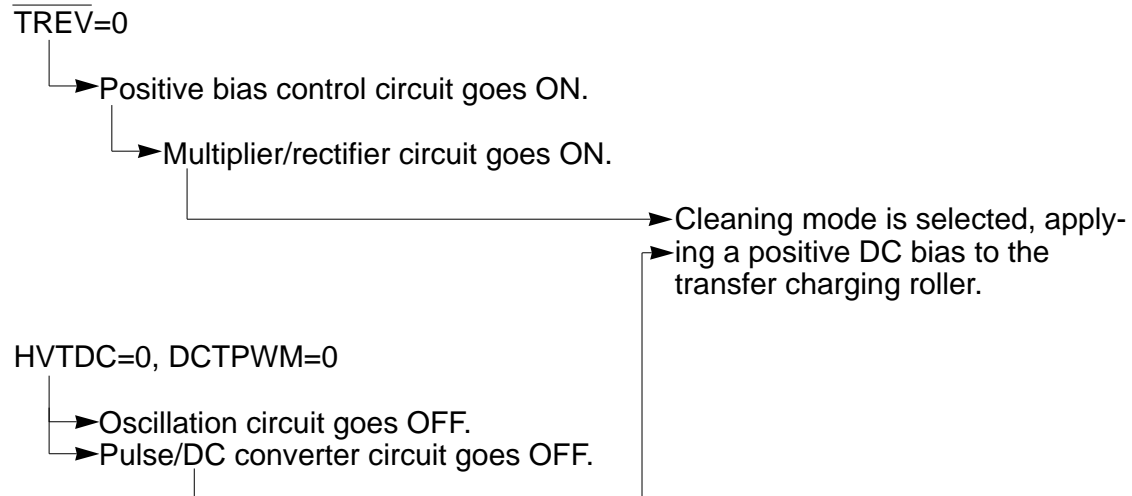 TREV=0
Positive bias control circuit goes ON.
Multiplier/rectifier circuit goes ON.
Cleaning mode is selected, apply-
ing a positive DC bias to the
transfer charging roller.
HVTDC=0, DCTPWM=0
Oscillation circuit goes OFF.
Pulse/DC converter circuit goes OFF.